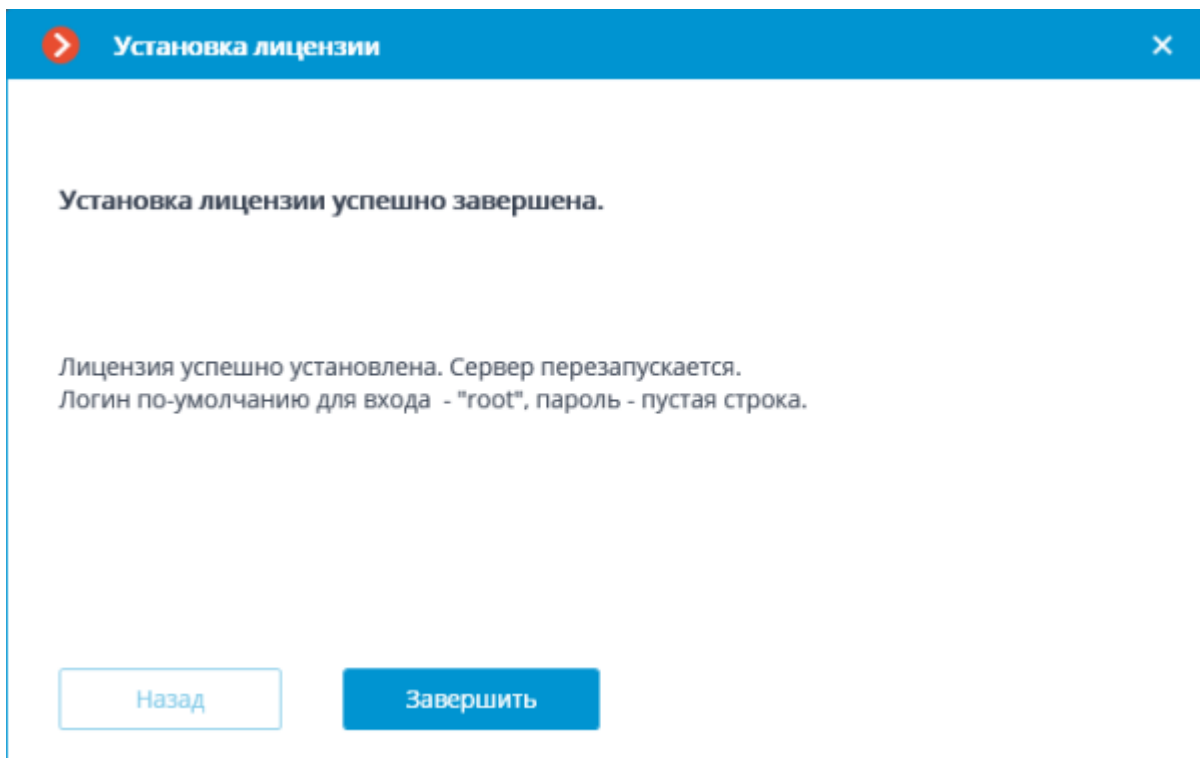 Установка лицензии
Установка лицензии успешно завершена.
Лицензия успешно установлена. Сервер перезапускается.
Логин по-умолчанию для входа  - "root", пароль - пустая строка.
Назад
Завершить